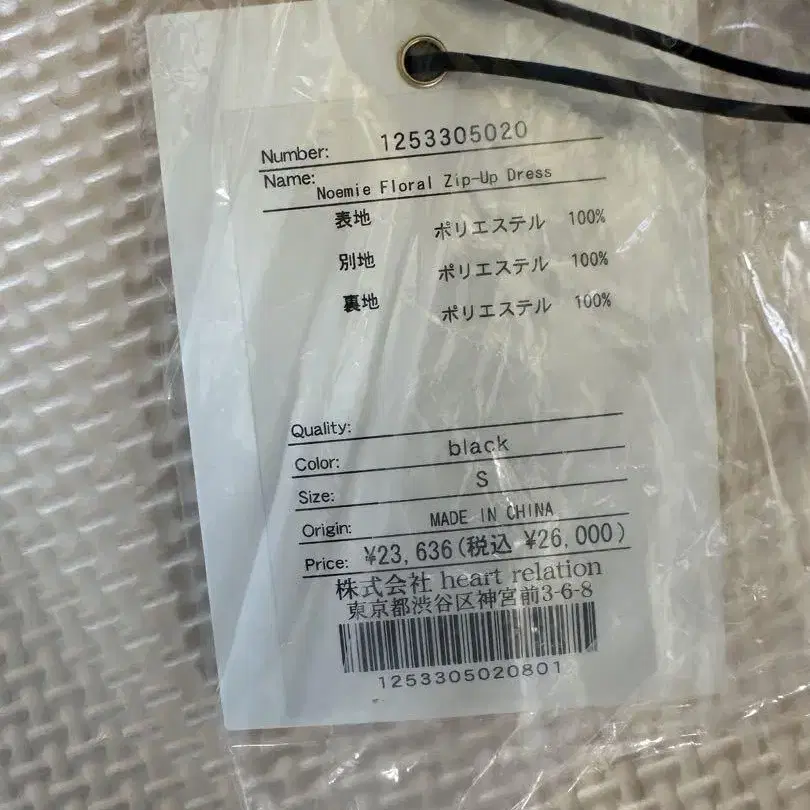 Number: 1253305020
Name: Noemie Floral Zip-Up Dress
表地 ポリエステル 100%
別地 ポリエステル 100%
裏地 ポリエステル 100%
Quality:
Color: black
Size: S
Origin: MADE IN CHINA
Price: ¥23,636(税込 ¥26,000)
株式会社 heart relation
東京都渋谷区神宮前3-6-8
1253305020801